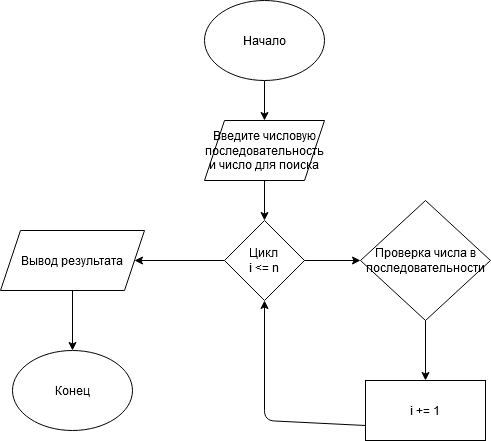 Начало
Введите числовую
последовательность
и число для поиска
Цикл
i <= n
Проверка числа в
последовательности
Вывод результата
Конец
i += 1